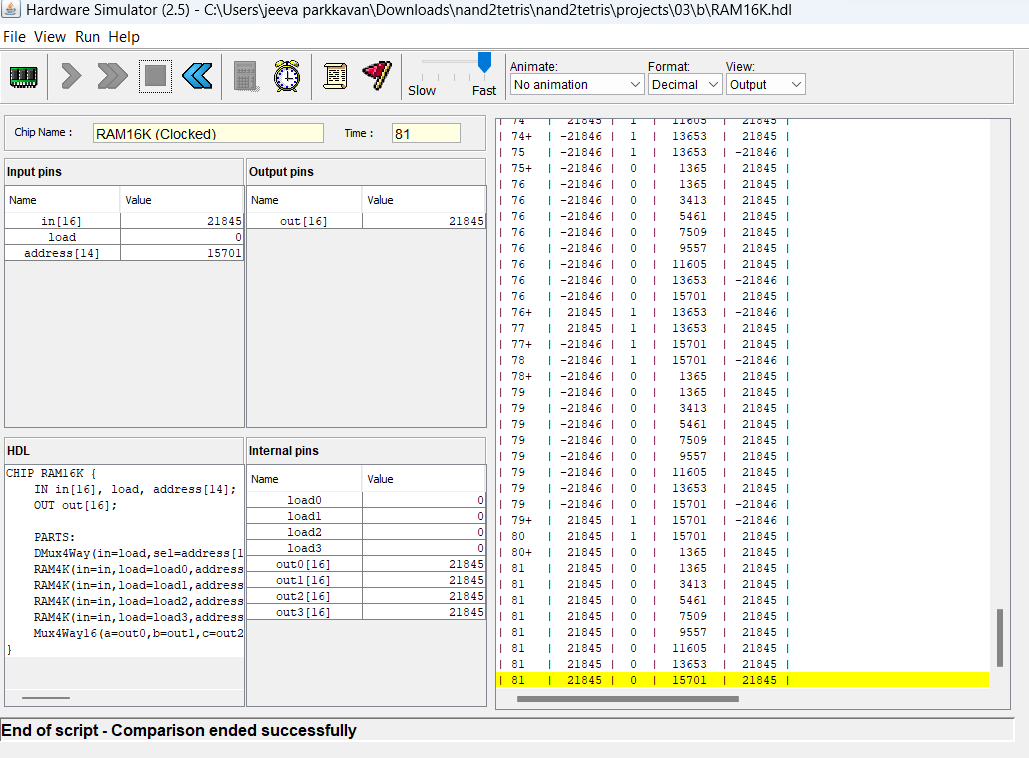 Hardware Simulator (2.5) - C:\Users\jeeva parkkavan\Downloads\nand2tetris\nand2tetris\projects\03\b\RAM16K.hdl
File View Run Help
Slow Fast
Animate:
No animation
Format:
Decimal
View:
Output
Chip Name :
RAM16K (Clocked)
Time :
81
Input pins
Name Value
in[16] 21845
load 0
address[14] 15701
Output pins
Name Value
out[16] 21845
HDL
CHIP RAM16K {
IN in[16], load, address[14];
OUT out[16];
PARTS:
DMux4Way(in=load,sel=address[1
RAM4K(in=in,load=load0,address
RAM4K(in=in,load=load1,address
RAM4K(in=in,load=load2,address
RAM4K(in=in,load=load3,address
Mux4Way16(a=out0,b=out1,c=out2
}
Internal pins
Name Value
load0 0
load1 0
load2 0
load3 0
out0[16] 21845
out1[16] 21845
out2[16] 21845
out3[16] 21845
| 74 | 21845 | 1 | 11605 | 21845 |
| 74+ | -21846 | 1 | 13653 | 21845 |
| 75 | -21846 | 1 | 13653 | -21846 |
| 75+ | -21846 | 0 | 1365 | 21845 |
| 76 | -21846 | 0 | 1365 | 21845 |
| 76 | -21846 | 0 | 3413 | 21845 |
| 76 | -21846 | 0 | 5461 | 21845 |
| 76 | -21846 | 0 | 7509 | 21845 |
| 76 | -21846 | 0 | 9557 | 21845 |
| 76 | -21846 | 0 | 11605 | 21845 |
| 76 | -21846 | 0 | 13653 | -21846 |
| 76 | -21846 | 0 | 15701 | 21845 |
| 76+ | 21845 | 1 | 13653 | -21846 |
| 77 | 21845 | 1 | 13653 | 21845 |
| 77+ | -21846 | 1 | 15701 | 21845 |
| 78 | -21846 | 1 | 15701 | -21846 |
| 78+ | -21846 | 0 | 1365 | 21845 |
| 79 | -21846 | 0 | 1365 | 21845 |
| 79 | -21846 | 0 | 3413 | 21845 |
| 79 | -21846 | 0 | 5461 | 21845 |
| 79 | -21846 | 0 | 7509 | 21845 |
| 79 | -21846 | 0 | 9557 | 21845 |
| 79 | -21846 | 0 | 11605 | 21845 |
| 79 | -21846 | 0 | 13653 | 21845 |
| 79 | -21846 | 0 | 15701 | -21846 |
| 79+ | 21845 | 1 | 15701 | -21846 |
| 80 | 21845 | 1 | 15701 | 21845 |
| 80+ | 21845 | 0 | 1365 | 21845 |
| 81 | 21845 | 0 | 1365 | 21845 |
| 81 | 21845 | 0 | 3413 | 21845 |
| 81 | 21845 | 0 | 5461 | 21845 |
| 81 | 21845 | 0 | 7509 | 21845 |
| 81 | 21845 | 0 | 9557 | 21845 |
| 81 | 21845 | 0 | 11605 | 21845 |
| 81 | 21845 | 0 | 13653 | 21845 |
| 81 | 21845 | 0 | 15701 | 21845 |
End of script - Comparison ended successfully